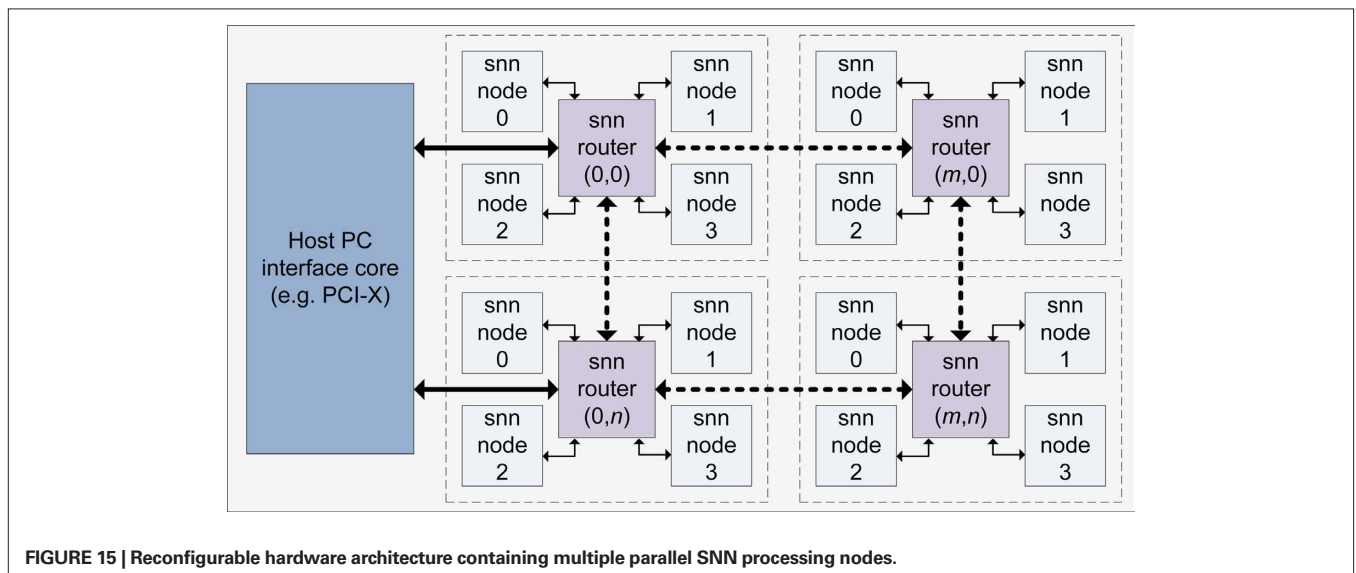 Host PC
interface core
(e.g. PCI-X)
snn
node
0
snn
node
1
snn
router
(0,0)
snn
node
2
snn
node
3
snn
node
0
snn
node
1
snn
router
(m,0)
snn
node
2
snn
node
3
snn
node
0
snn
node
1
snn
router
(0,n)
snn
node
2
snn
node
3
snn
node
0
snn
node
1
snn
router
(m,n)
snn
node
2
snn
node
3
FIGURE 15 | Reconfigurable hardware architecture containing multiple parallel SNN processing nodes.